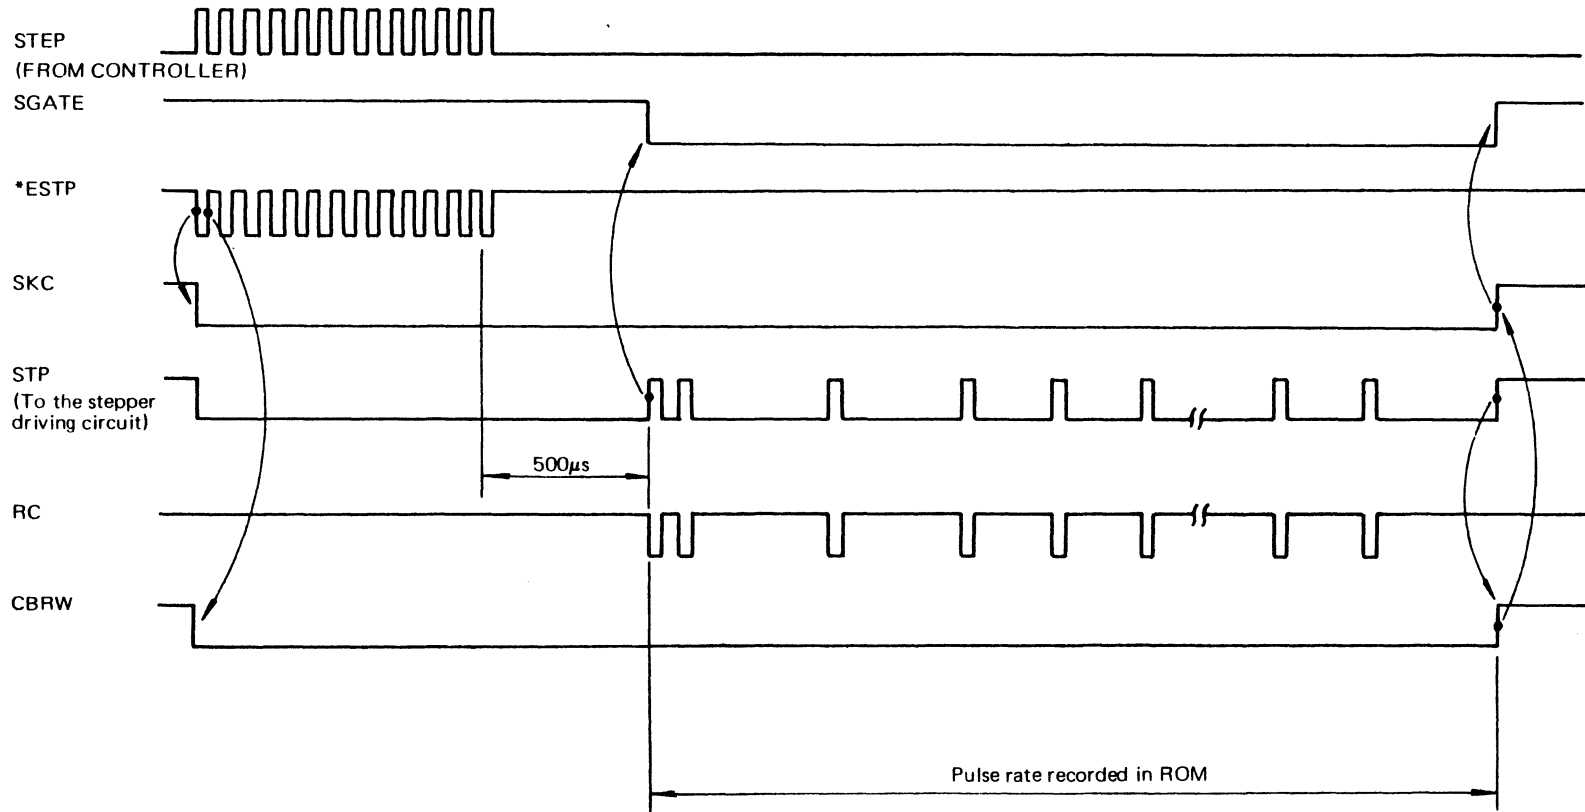 STEP
(FROM CONTROLLER)
SGATE
*ESTP
SKC
STP
(To the stepper
driving circuit)
500μs
RC
CBRW
Pulse rate recorded in ROM